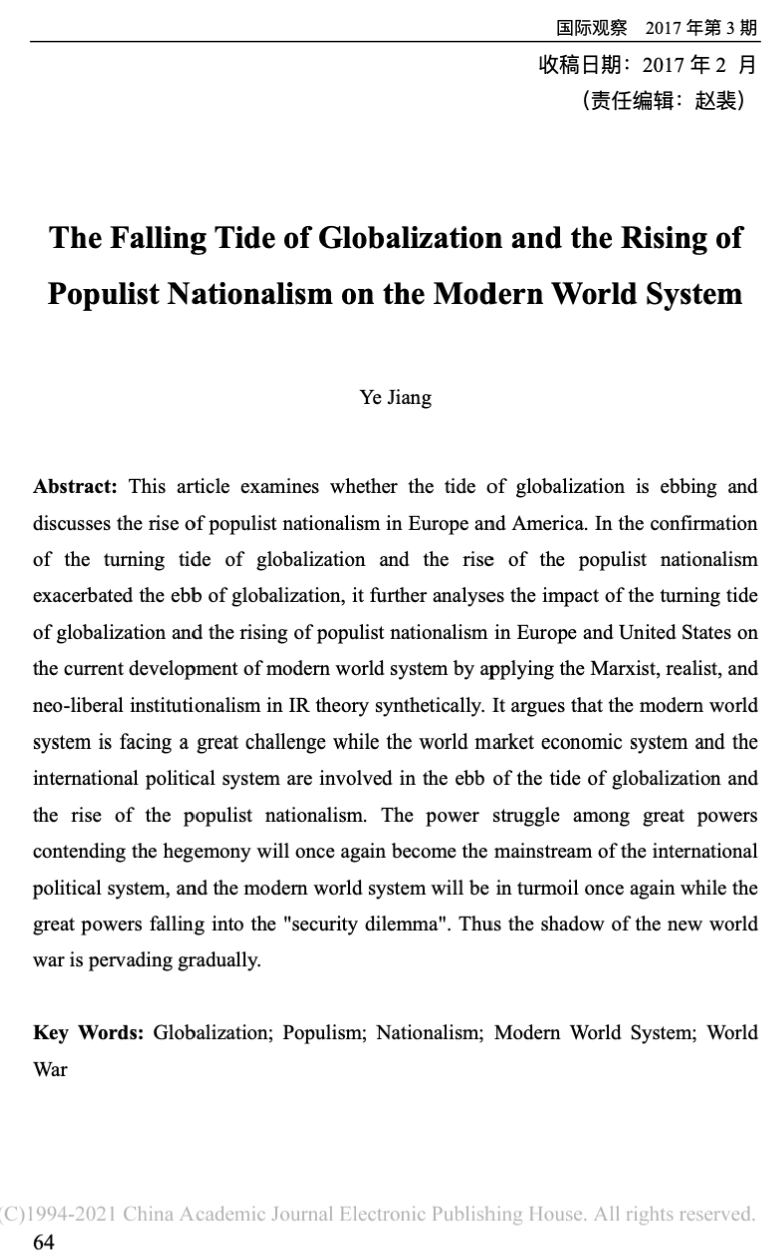 国际观察 2017 年第 3 期
收稿日期：2017 年 2 月
（责任编辑：赵裴）
The Falling Tide of Globalization and the Rising of
Populist Nationalism on the Modern World System
Ye Jiang
Abstract: This article examines whether the tide of globalization is ebbing and
discusses the rise of populist nationalism in Europe and America. In the confirmation
of the turning tide of globalization and the rise of the populist nationalism
exacerbated the ebb of globalization, it further analyses the impact of the turning tide
of globalization and the rising of populist nationalism in Europe and United States on
the current development of modern world system by applying the Marxist, realist, and
neo-liberal institutionalism in IR theory synthetically. It argues that the modern world
system is facing a great challenge while the world market economic system and the
international political system are involved in the ebb of the tide of globalization and
the rise of the populist nationalism. The power struggle among great powers
contending the hegemony will once again become the mainstream of the international
political system, and the modern world system will be in turmoil once again while the
great powers falling into the "security dilemma". Thus the shadow of the new world
war is pervading gradually.
Key Words: Globalization; Populism; Nationalism; Modern World System; World
War
(C)1994-2021 China Academic Journal Electronic Publishing House. All rights reserved.
64